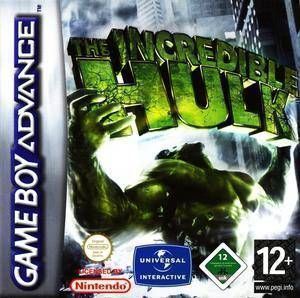 GAME BOY ADVANCE
THE INCREDIBLE
HULK
LICENSED BY
Nintendo
UNIVERSAL
INTERACTIVE
12
12+
www.pegi.info